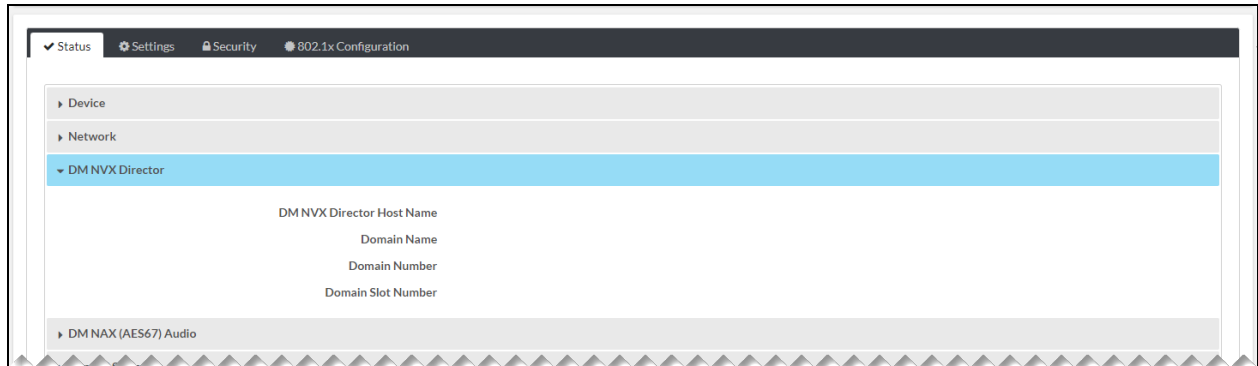 Status Settings Security 802.1x Configuration
Device
Network
DM NVX Director
DM NVX Director Host Name
Domain Name
Domain Number
Domain Slot Number
DM NAX (AES67) Audio